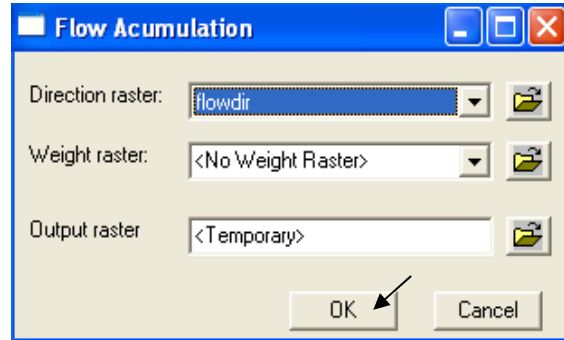 Flow Acumulation
Direction raster: flowdir
Weight raster: <No Weight Raster>
Output raster <Temporary>
OK Cancel